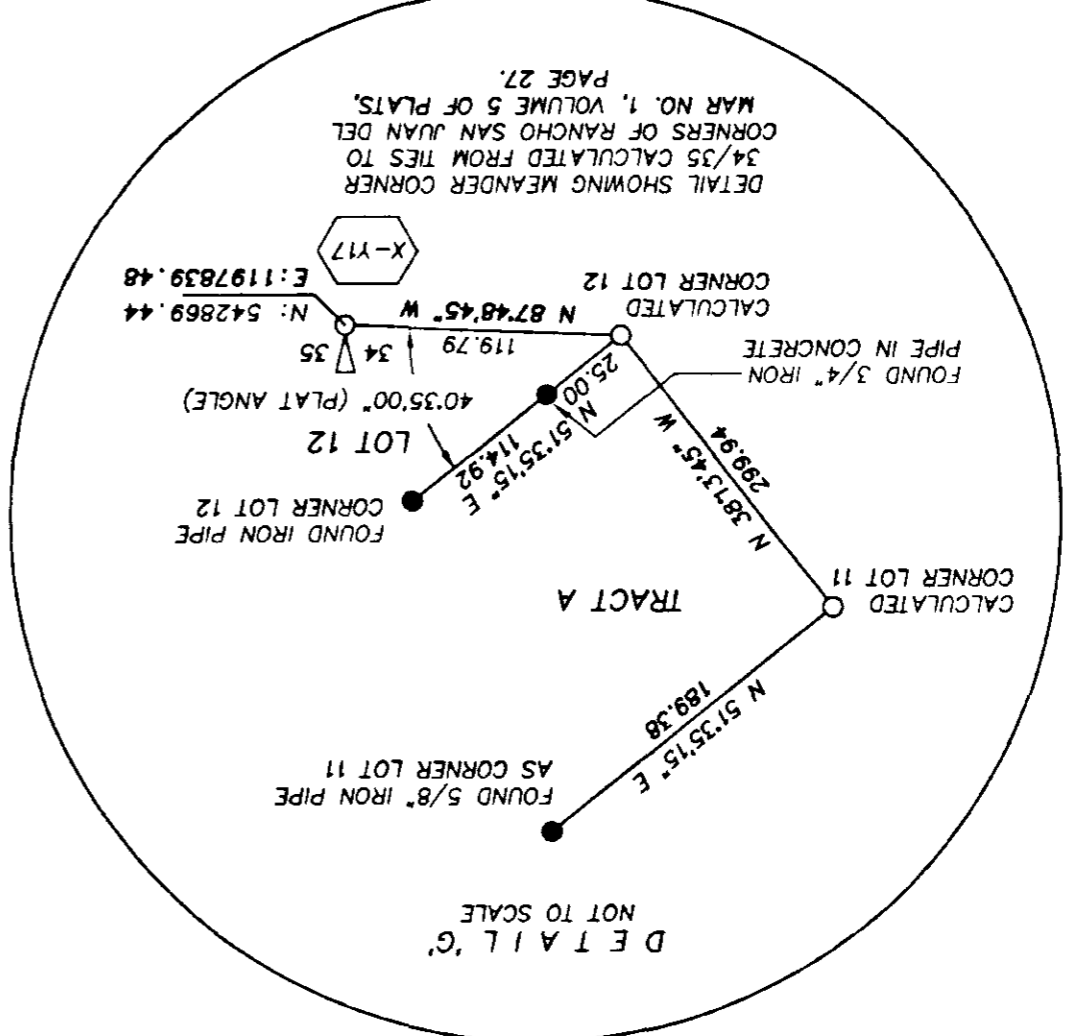 DETAIL 'G'
NOT TO SCALE
FOUND 5/8" IRON PIPE
AS CORNER LOT 11
N 51°35'15" E
189.38
CALCULATED
CORNER LOT 11
TRACT A
N 38°13'45" W
299.94
FOUND IRON PIPE
CORNER LOT 12
LOT 12
N 51°35'15" E
114.92
25.00
40°35'00" (PLAT ANGLE)
FOUND 3/4" IRON
PIPE IN CONCRETE
34
35
119.79
N 87°48'45" W
N: 542869.44
E:1197839.48
CALCULATED
CORNER LOT 12
X-Y17
DETAIL SHOWING MEANDER CORNER
34/35 CALCULATED FROM TIES TO
CORNERS OF RANCHO SAN JUAN DEL
MAR NO. 1, VOLUME 5 OF PLATS,
PAGE 27.